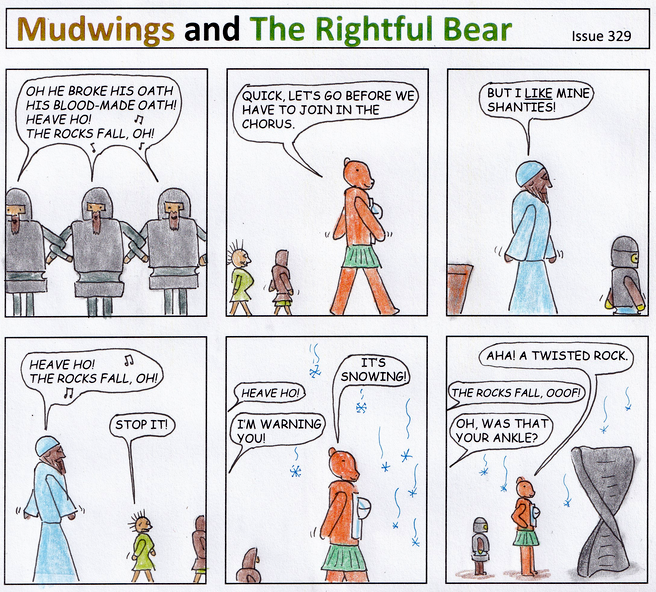 Mudwings and The Rightful Bear
Issue 329
OH HE BROKE HIS OATH
HIS BLOOD-MADE OATH!
HEAVE HO!
THE ROCKS FALL, OH!
QUICK, LET'S GO BEFORE WE
HAVE TO JOIN IN THE
CHORUS.
BUT I LIKE MINE
SHANTIES!
HEAVE HO!
THE ROCKS FALL, OH!
STOP IT!
HEAVE HO!
I'M WARNING
YOU!
IT'S
SNOWING!
AHA! A TWISTED ROCK.
THE ROCKS FALL, OOOF!
OH, WAS THAT
YOUR ANKLE?